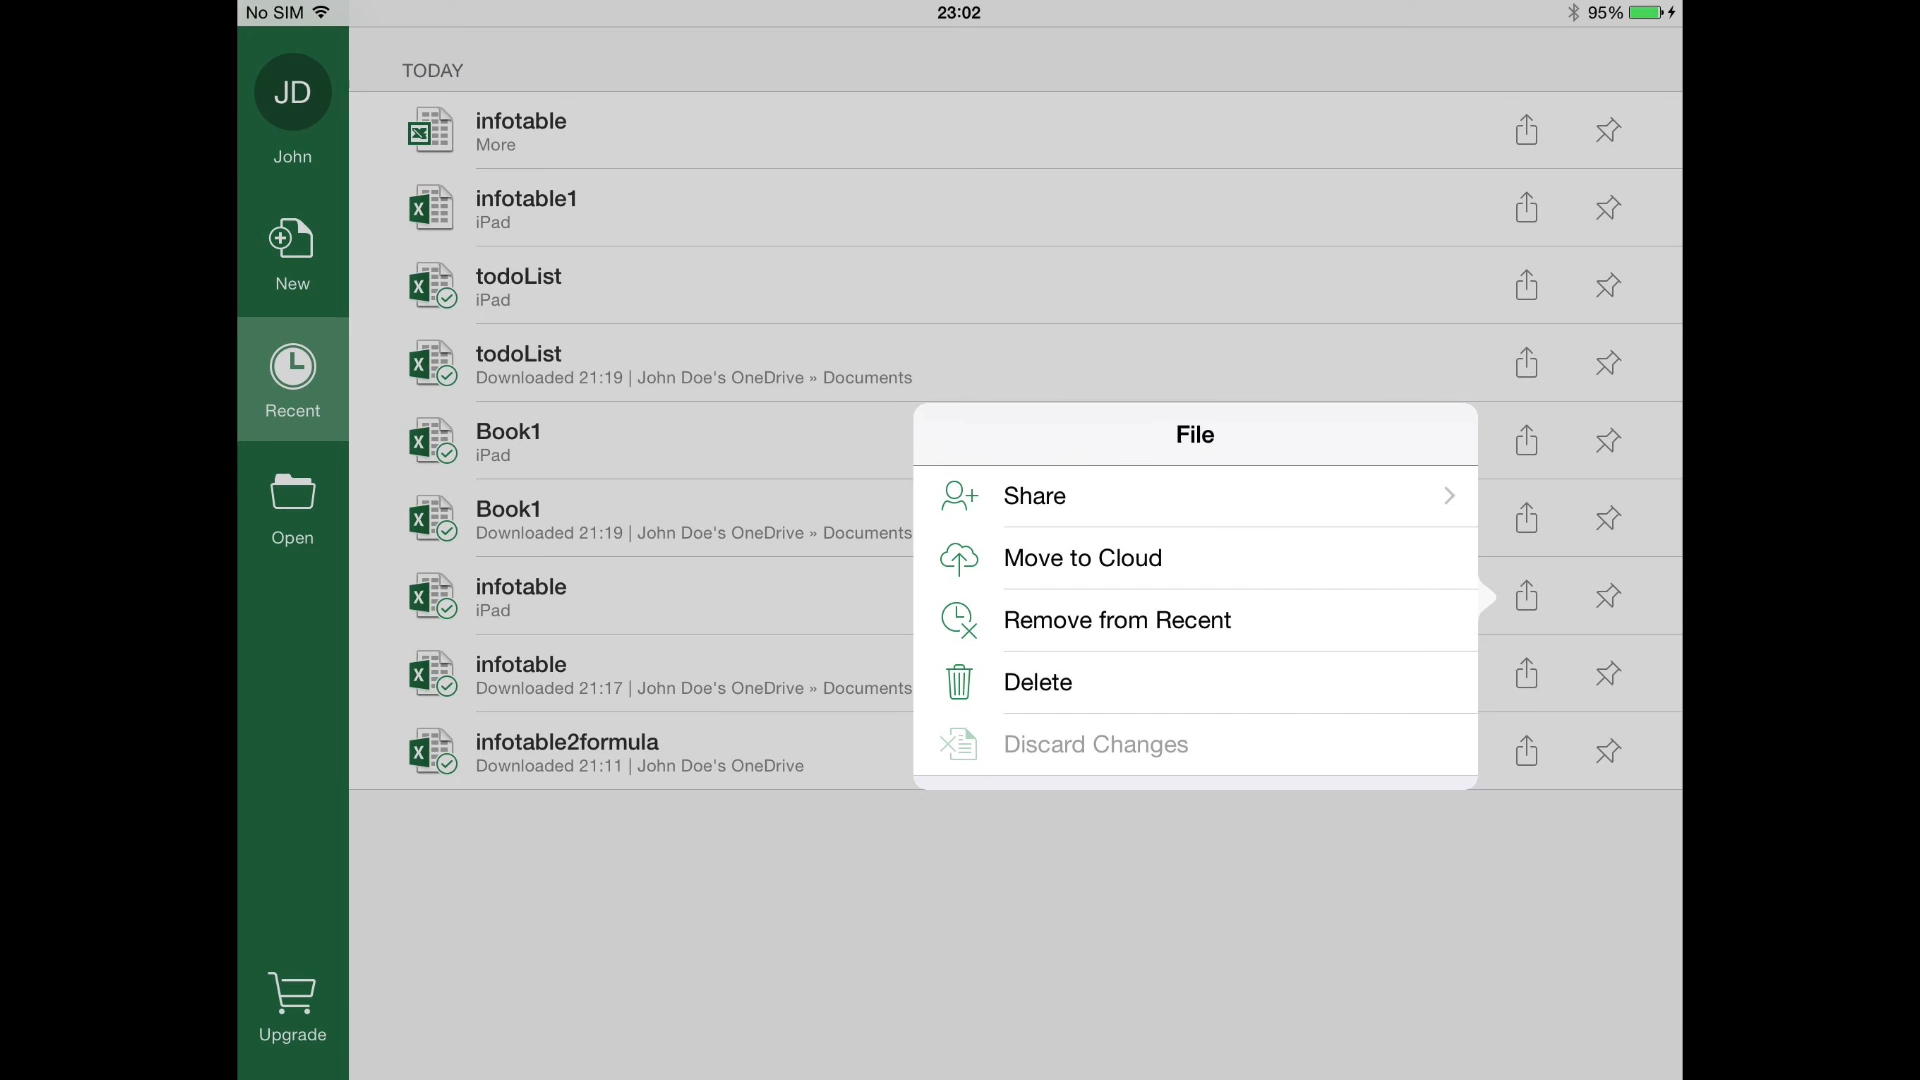 No SIM 23:02 95%
TODAY
JD
John
New
Recent
Open
Upgrade
infotable
More
infotable1
iPad
todoList
iPad
todoList
Downloaded 21:19 | John Doe's OneDrive » Documents
Book1
iPad
Book1
Downloaded 21:19 | John Doe's OneDrive » Documents
infotable
iPad
infotable
Downloaded 21:17 | John Doe's OneDrive » Documents
infotable2formula
Downloaded 21:11 | John Doe's OneDrive
File
Share
Move to Cloud
Remove from Recent
Delete
Discard Changes